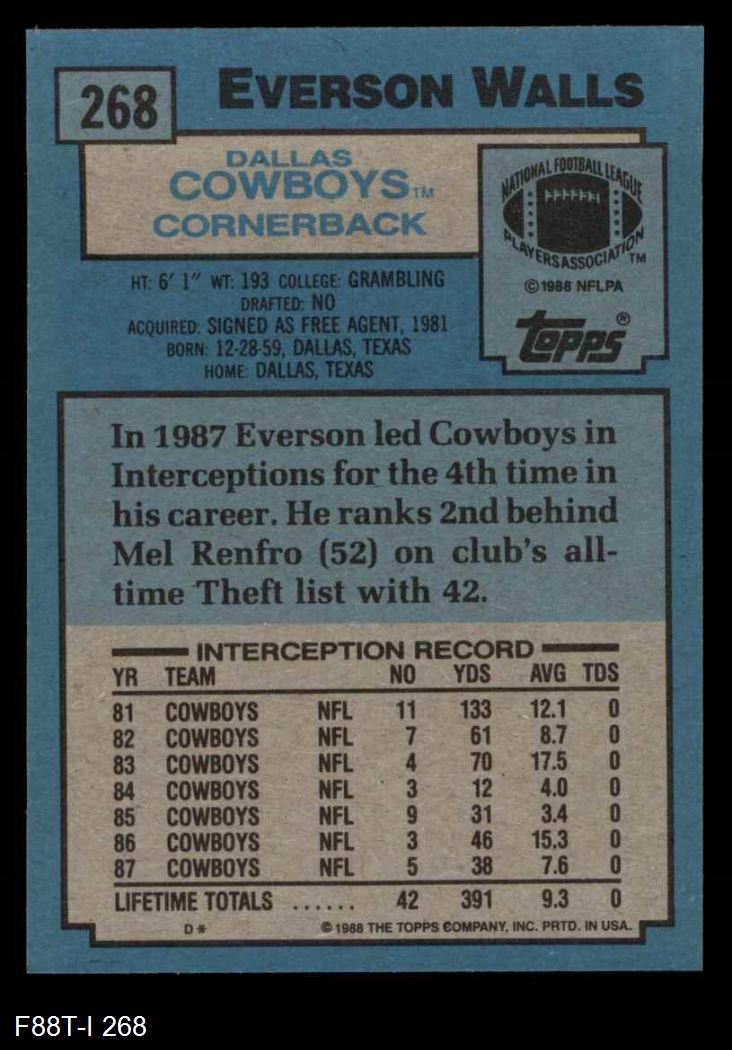 268
EVERSON WALLS
DALLAS
COWBOYS™
CORNERBACK
NATIONAL FOOTBALL LEAGUE
PLAYERS ASSOCIATION™
©1988 NFLPA
topps®
HT: 6' 1" WT: 193 COLLEGE: GRAMBLING
DRAFTED: NO
ACQUIRED: SIGNED AS FREE AGENT, 1981
BORN: 12-28-59, DALLAS, TEXAS
HOME: DALLAS, TEXAS
In 1987 Everson led Cowboys in
Interceptions for the 4th time in
his career. He ranks 2nd behind
Mel Renfro (52) on club's all-
time Theft list with 42.
INTERCEPTION RECORD
YR TEAM NO YDS AVG TDS
81 COWBOYS NFL 11 133 12.1 0
82 COWBOYS NFL 7 61 8.7 0
83 COWBOYS NFL 4 70 17.5 0
84 COWBOYS NFL 3 12 4.0 0
85 COWBOYS NFL 9 31 3.4 0
86 COWBOYS NFL 3 46 15.3 0
87 COWBOYS NFL 5 38 7.6 0
LIFETIME TOTALS ...... 42 391 9.3 0
D* ©1988 THE TOPPS COMPANY, INC. PRTD. IN USA.
F88T-I 268